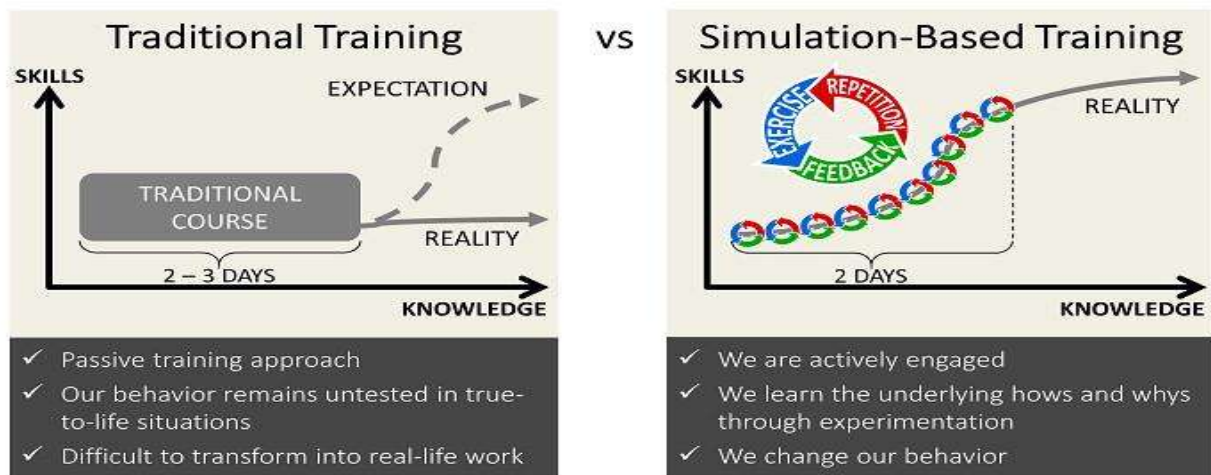 Traditional Training
vs
Simulation-Based Training
SKILLS
EXPECTATION
TRADITIONAL
COURSE
REALITY
2 – 3 DAYS
KNOWLEDGE
✓ Passive training approach
✓ Our behavior remains untested in true-
to-life situations
✓ Difficult to transform into real-life work
SKILLS
EXERCISE
REPETITION
FEEDBACK
REALITY
2 DAYS
KNOWLEDGE
✓ We are actively engaged
✓ We learn the underlying hows and whys
through experimentation
✓ We change our behavior